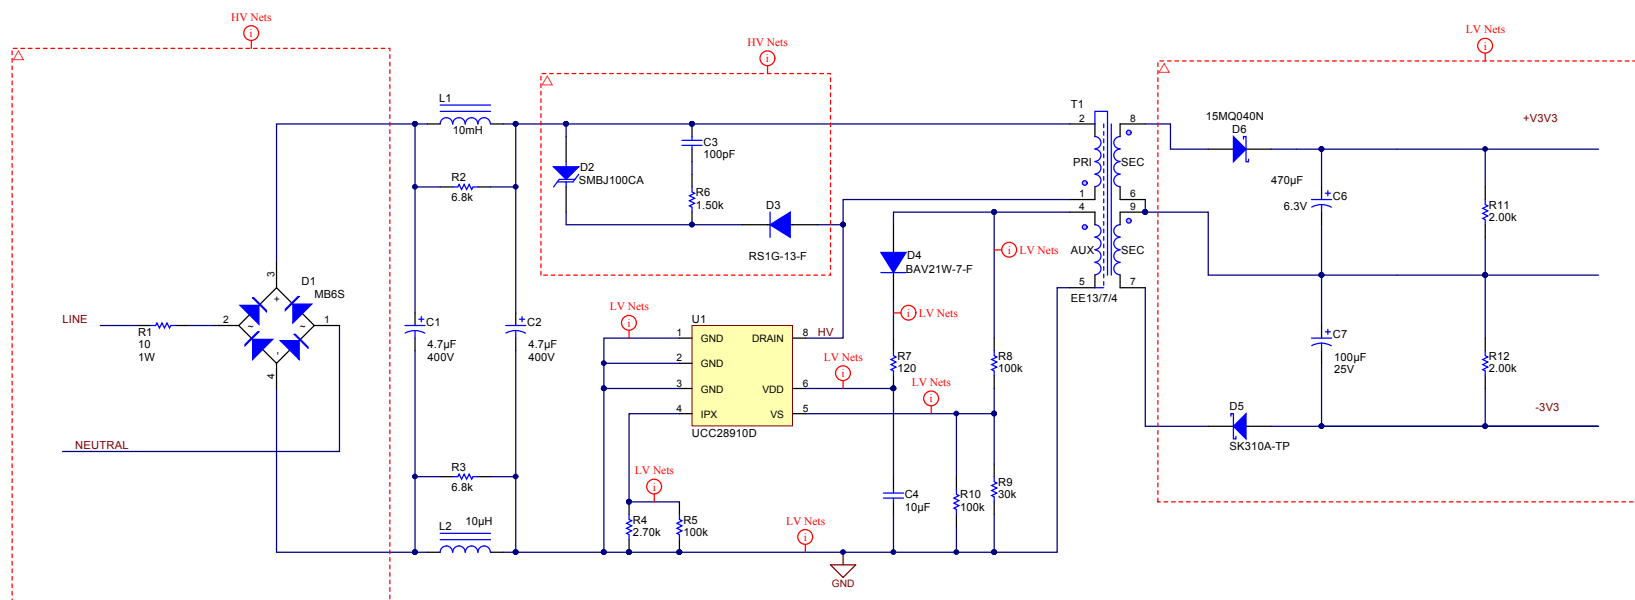 HV Nets
i
HV Nets
i
LV Nets
i
L1
10mH
R2
6.8k
D2
SMBJ100CA
C3
100pF
R6
1.50k
D3
RS1G-13-F
T1
2
8
PRI
SEC
1
6
4
9
AUX
SEC
5
7
EE13/7/4
15MQ040N
D6
+V3V3
470µF
6.3V
+
C6
R11
2.00k
i
LV Nets
D4
BAV21W-7-F
i
LV Nets
3
D1
MB6S
+
~
~
-
2
1
4
LINE
R1
10
1W
NEUTRAL
+
C1
4.7µF
400V
+
C2
4.7µF
400V
LV Nets
i
U1
1
GND
DRAIN
8
HV
2
GND
3
GND
VDD
6
4
IPX
VS
5
UCC28910D
LV Nets
i
LV Nets
i
R7
120
R8
100k
+
C7
100µF
25V
R12
2.00k
D5
SK310A-TP
-3V3
R3
6.8k
L2
10µH
LV Nets
i
R4
2.70k
R5
100k
LV Nets
i
C4
10µF
R10
100k
R9
30k
GND